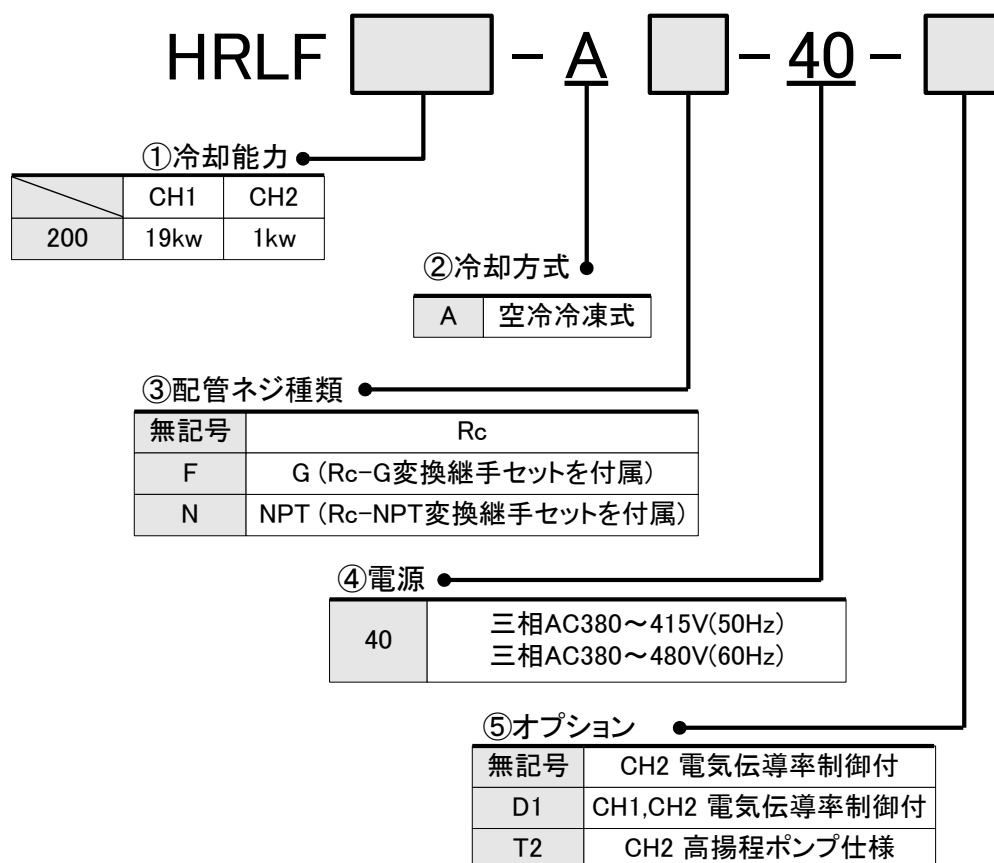 HRLF - A - 40 -
①冷却能力
CH1 CH2
200 19kw 1kw
②冷却方式
A 空冷冷凍式
③配管ネジ種類
無記号 Rc
F G (Rc-G変換継手セットを付属)
N NPT (Rc-NPT変換継手セットを付属)
④電源
40 三相AC380～415V(50Hz)
三相AC380～480V(60Hz)
⑤オプション
無記号 CH2 電気伝導率制御付
D1 CH1,CH2 電気伝導率制御付
T2 CH2 高揚程ポンプ仕様